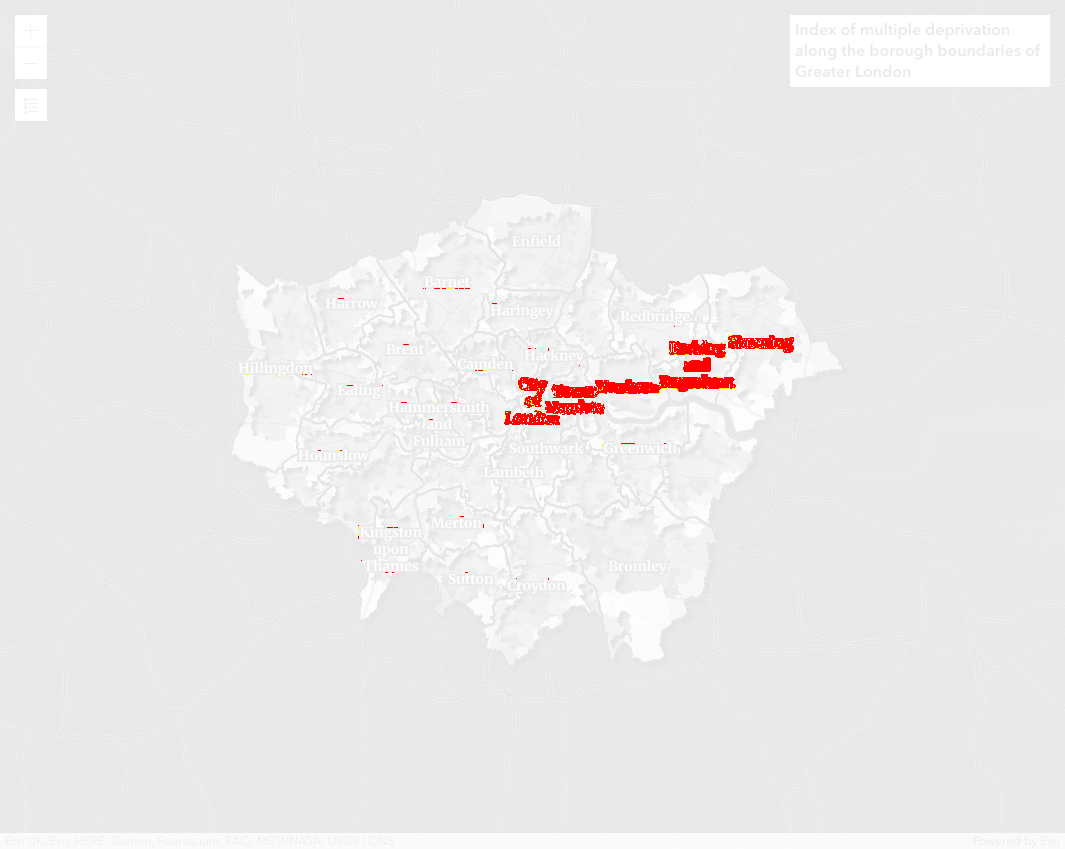 Index of multiple deprivation
along the borough boundaries of
Greater London
Enfield
Barnet
Harrow
Haringey
Redbridge
Havering
Brent
Barking
Hackney
and
Camden
Hillingdon
Dagenham
City
of
London
Tower
Hamlets
Newham
Ealing
Hammersmith
and
Fulham
Hounslow
Southwark
Greenwich
Lambeth
Merton
Kingston
upon
Thames
Bromley
Sutton
Croydon
Esri UK, Esri, HERE, Garmin, Foursquare, FAO, METI/NASA, USGS | ONS
Powered by Esri